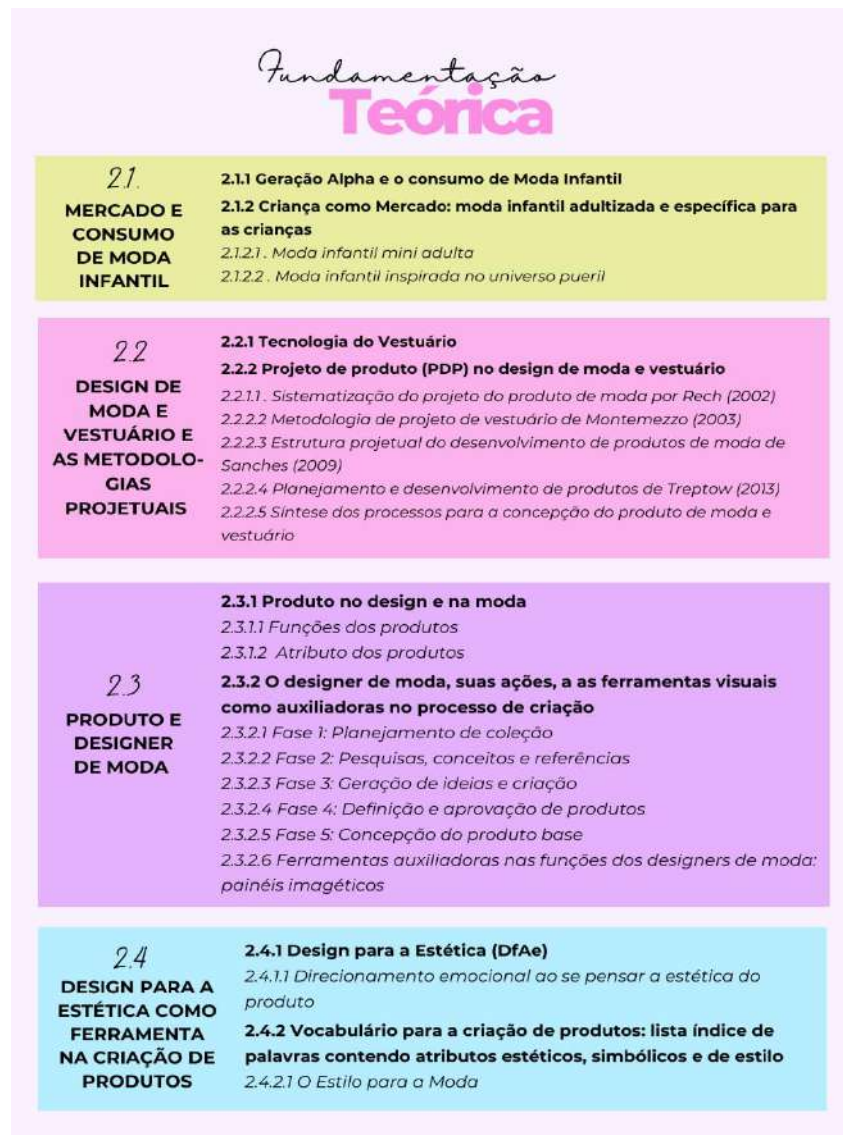 Fundamentação
Teórica
2.1.
MERCADO E
CONSUMO
DE MODA
INFANTIL
2.1.1 Geração Alpha e o consumo de Moda Infantil
2.1.2 Criança como Mercado: moda infantil adultizada e específica para
as crianças
2.1.2.1 . Moda infantil mini adulta
2.1.2.2 . Moda infantil inspirada no universo pueril
2.2
DESIGN DE
MODA E
VESTUÁRIO E
AS METODOLO-
GIAS
PROJETUAIS
2.2.1 Tecnologia do Vestuário
2.2.2 Projeto de produto (PDP) no design de moda e vestuário
2.2.1.1 . Sistematização do projeto do produto de moda por Rech (2002)
2.2.2.2 Metodologia de projeto de vestuário de Montemezzo (2003)
2.2.2.3 Estrutura projetual do desenvolvimento de produtos de moda de
Sanches (2009)
2.2.2.4 Planejamento e desenvolvimento de produtos de Treptow (2013)
2.2.2.5 Síntese dos processos para a concepção do produto de moda e
vestuário
2.3
PRODUTO E
DESIGNER
DE MODA
2.3.1 Produto no design e na moda
2.3.1.1 Funções dos produtos
2.3.1.2 Atributo dos produtos
2.3.2 O designer de moda, suas ações, a as ferramentas visuais
como auxiliadoras no processo de criação
2.3.2.1 Fase 1: Planejamento de coleção
2.3.2.2 Fase 2: Pesquisas, conceitos e referências
2.3.2.3 Fase 3: Geração de ideias e criação
2.3.2.4 Fase 4: Definição e aprovação de produtos
2.3.2.5 Fase 5: Concepção do produto base
2.3.2.6 Ferramentas auxiliadoras nas funções dos designers de moda:
painéis imagéticos
2.4
DESIGN PARA A
ESTÉTICA COMO
FERRAMENTA
NA CRIAÇÃO DE
PRODUTOS
2.4.1 Design para a Estética (DfAe)
2.4.1.1 Direcionamento emocional ao se pensar a estética do
produto
2.4.2 Vocabulário para a criação de produtos: lista índice de
palavras contendo atributos estéticos, simbólicos e de estilo
2.4.2.1 O Estilo para a Moda